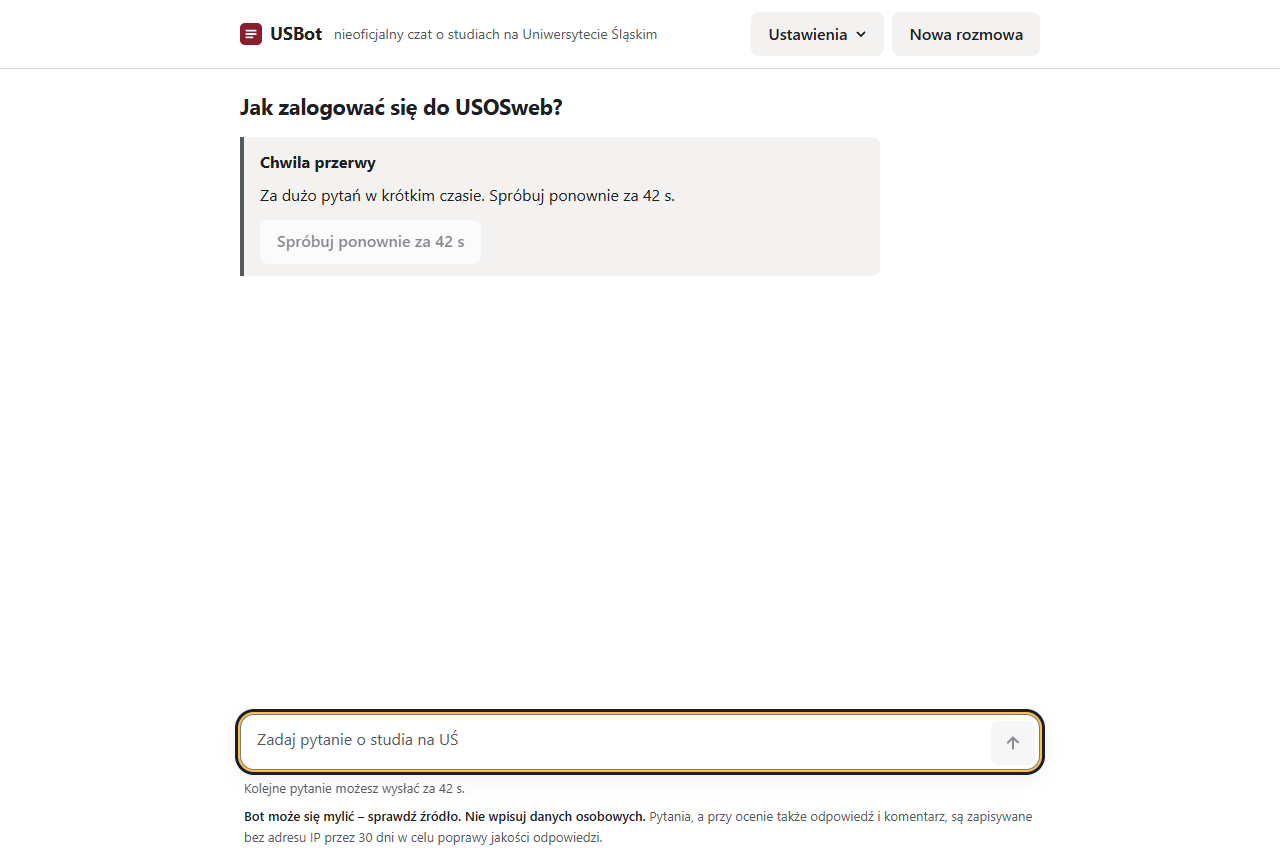 USBot nieoficjalny czat o studiach na Uniwersytecie Śląskim Ustawienia Nowa rozmowa
Jak zalogować się do USOSweb?
Chwila przerwy
Za dużo pytań w krótkim czasie. Spróbuj ponownie za 42 s.
Spróbuj ponownie za 42 s
Zadaj pytanie o studia na UŚ
Kolejne pytanie możesz wysłać za 42 s.
Bot może się mylić – sprawdź źródło. Nie wpisuj danych osobowych. Pytania, a przy ocenie także odpowiedź i komentarz, są zapisywane
bez adresu IP przez 30 dni w celu poprawy jakości odpowiedzi.